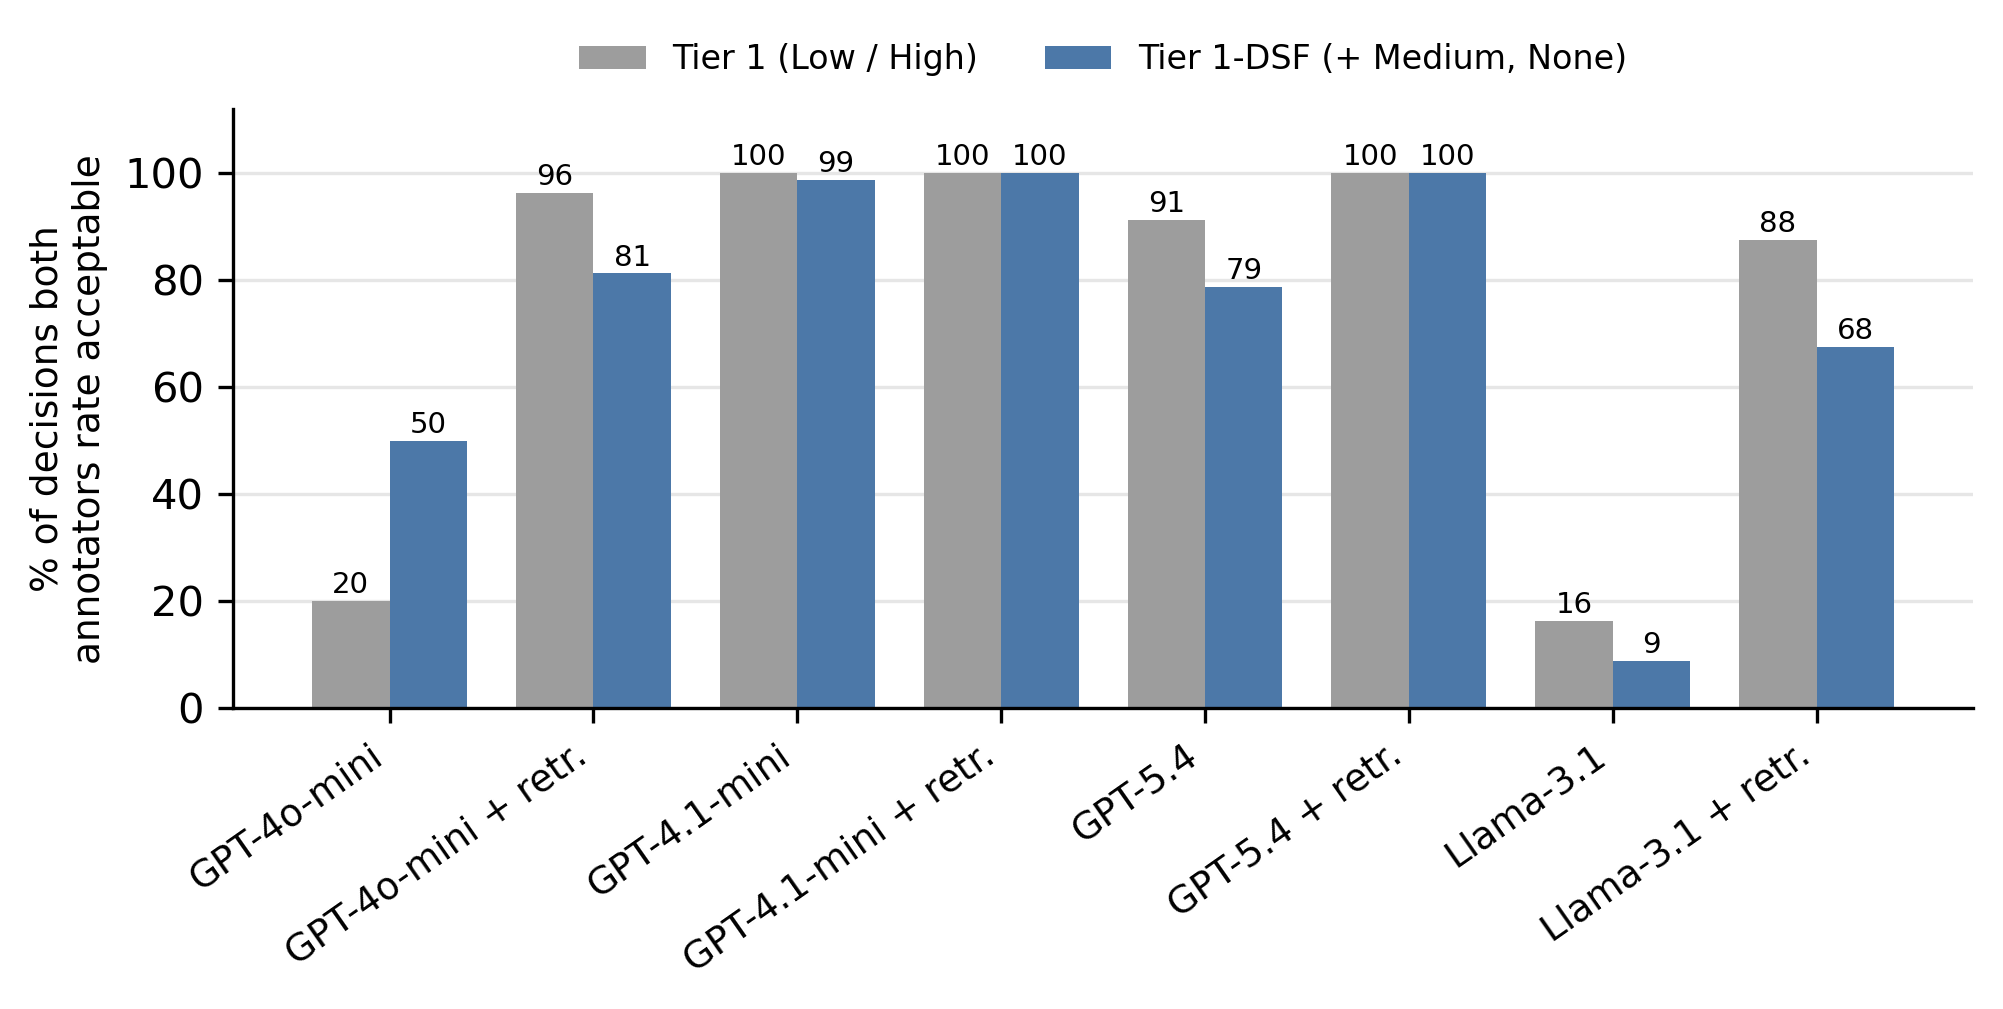 Tier 1 (Low / High)
Tier 1-DSF (+ Medium, None)
% of decisions both
annotators rate acceptable
100
80
60
40
20
0
20
50
96
81
100
99
100
100
91
79
100
100
16
9
88
68
GPT-4o-mini
GPT-4o-mini + retr.
GPT-4.1-mini
GPT-4.1-mini + retr.
GPT-5.4
GPT-5.4 + retr.
Llama-3.1
Llama-3.1 + retr.